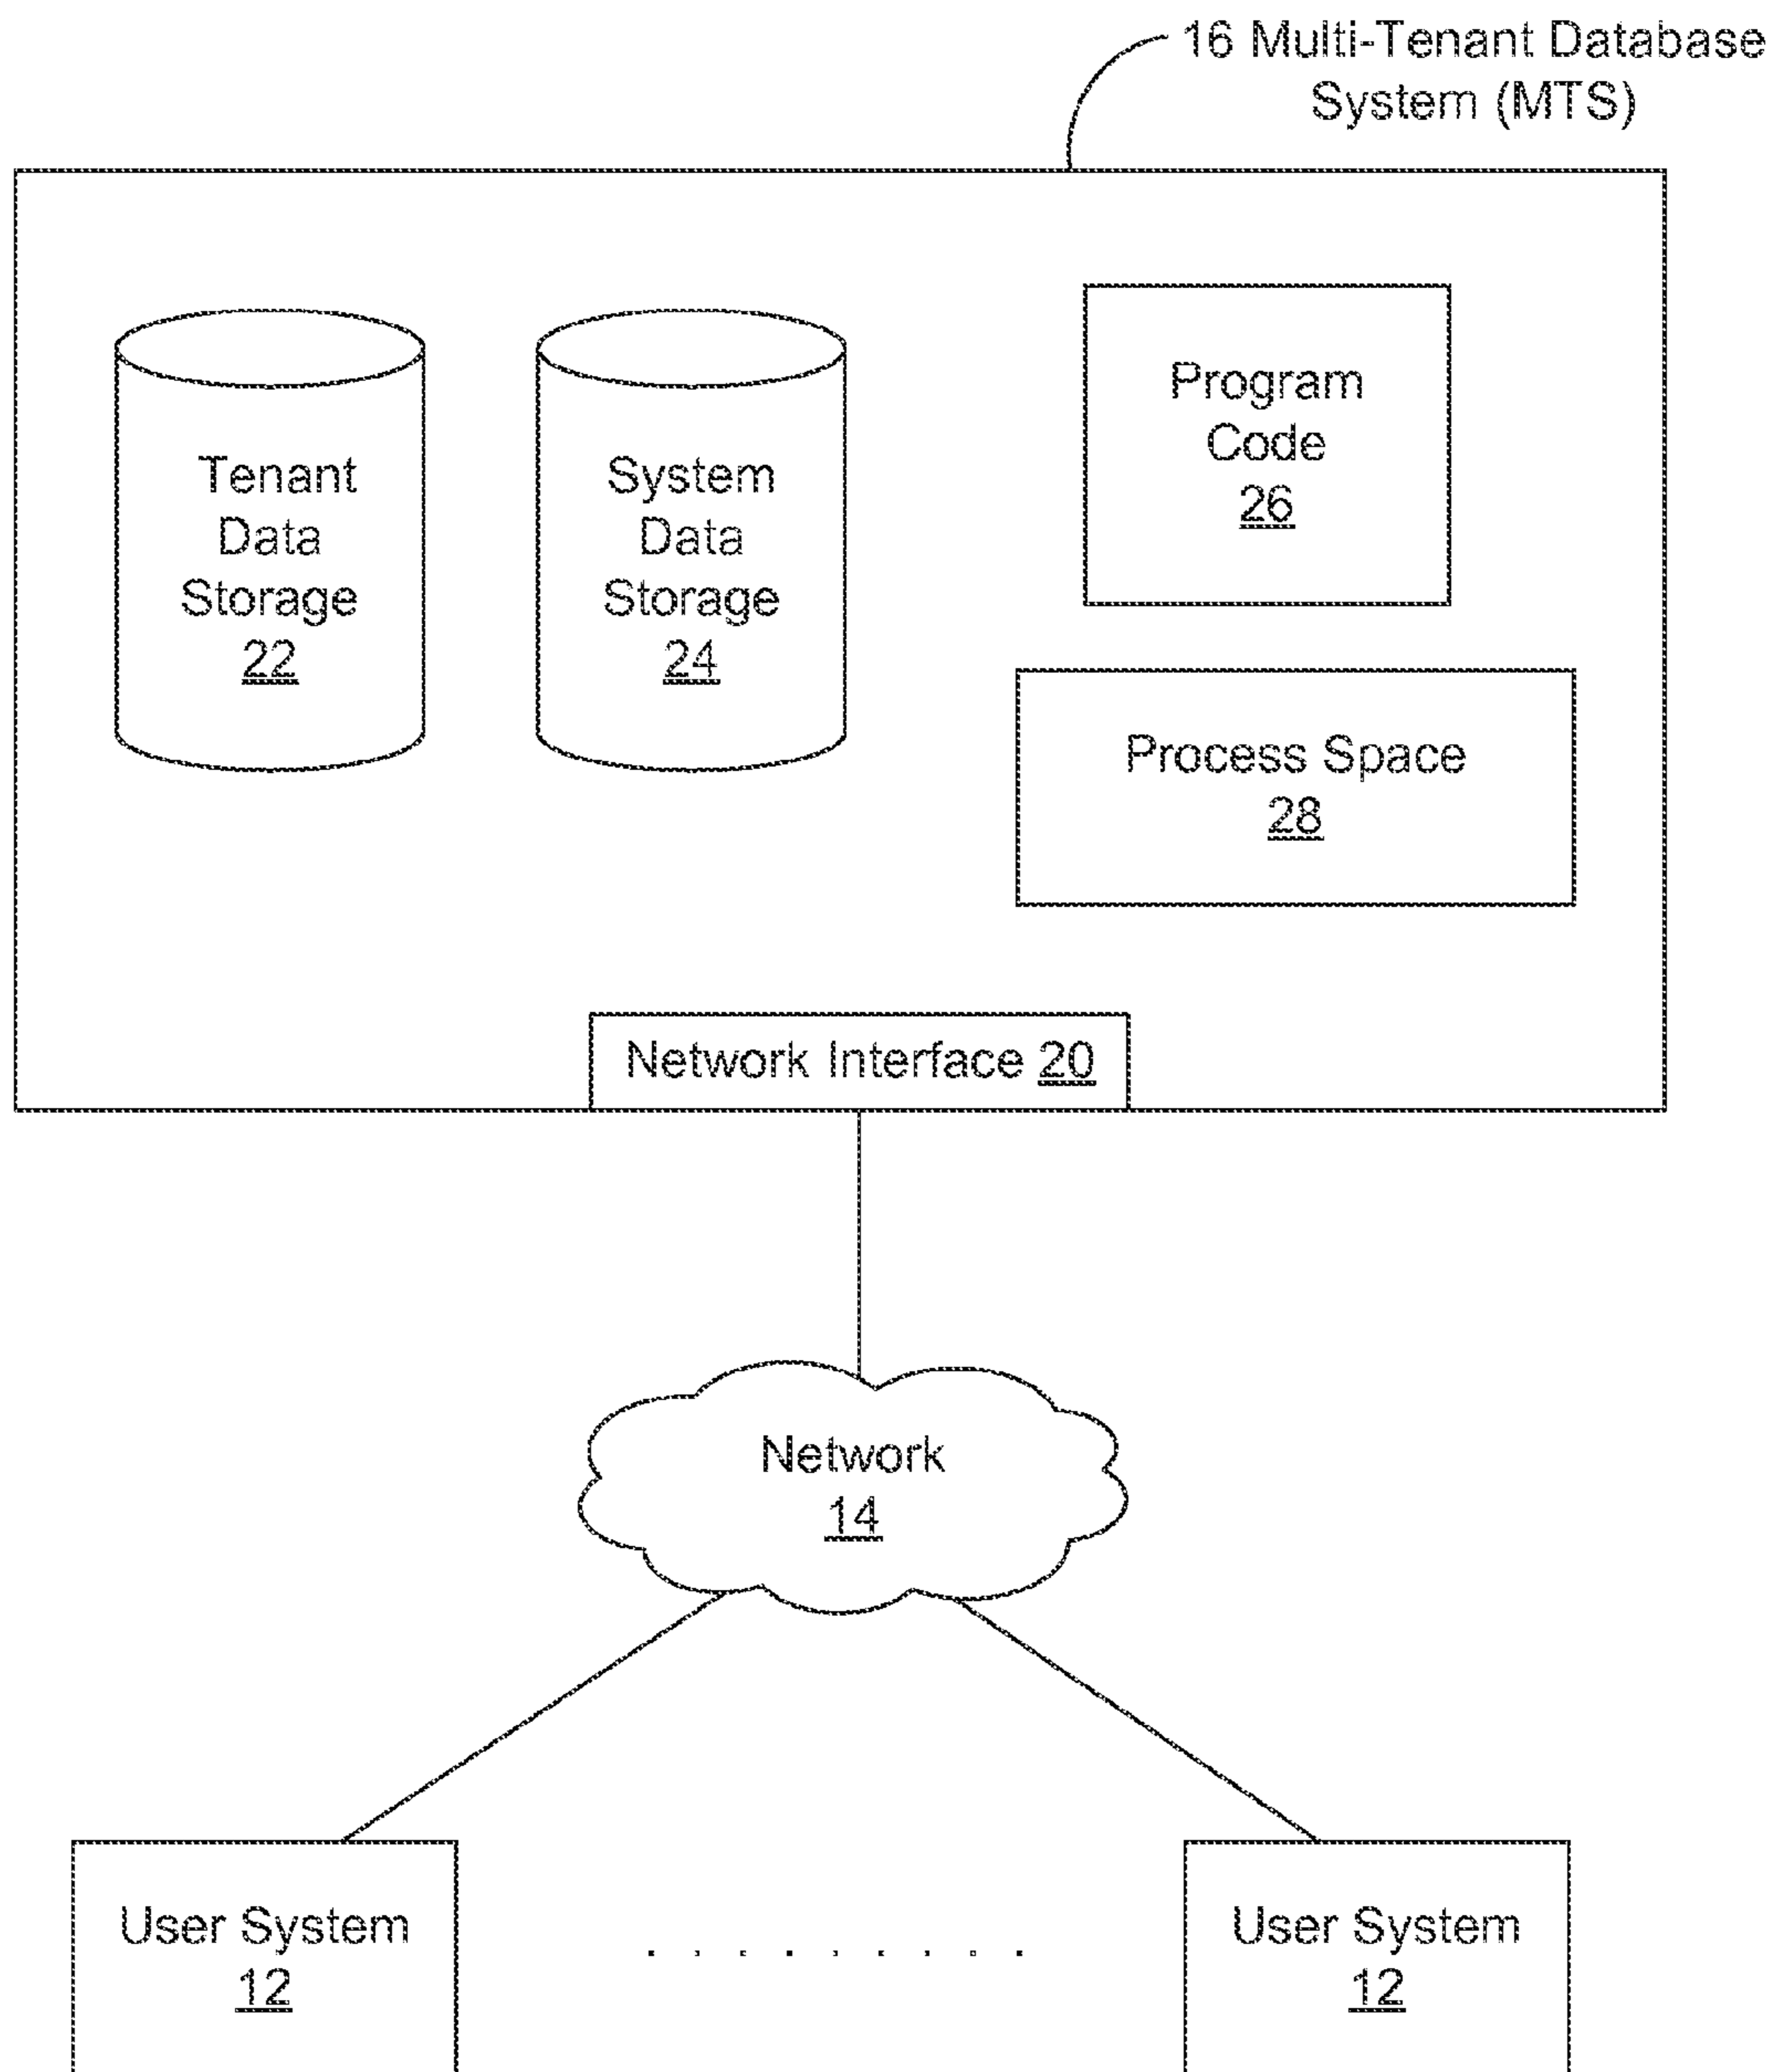 16 Multi-Tenant Database
System (MTS)
Tenant
Data
Storage
22
System
Data
Storage
24
Program
Code
26
Process Space
28
Network Interface 20
Network
14
User System
12
User System
12